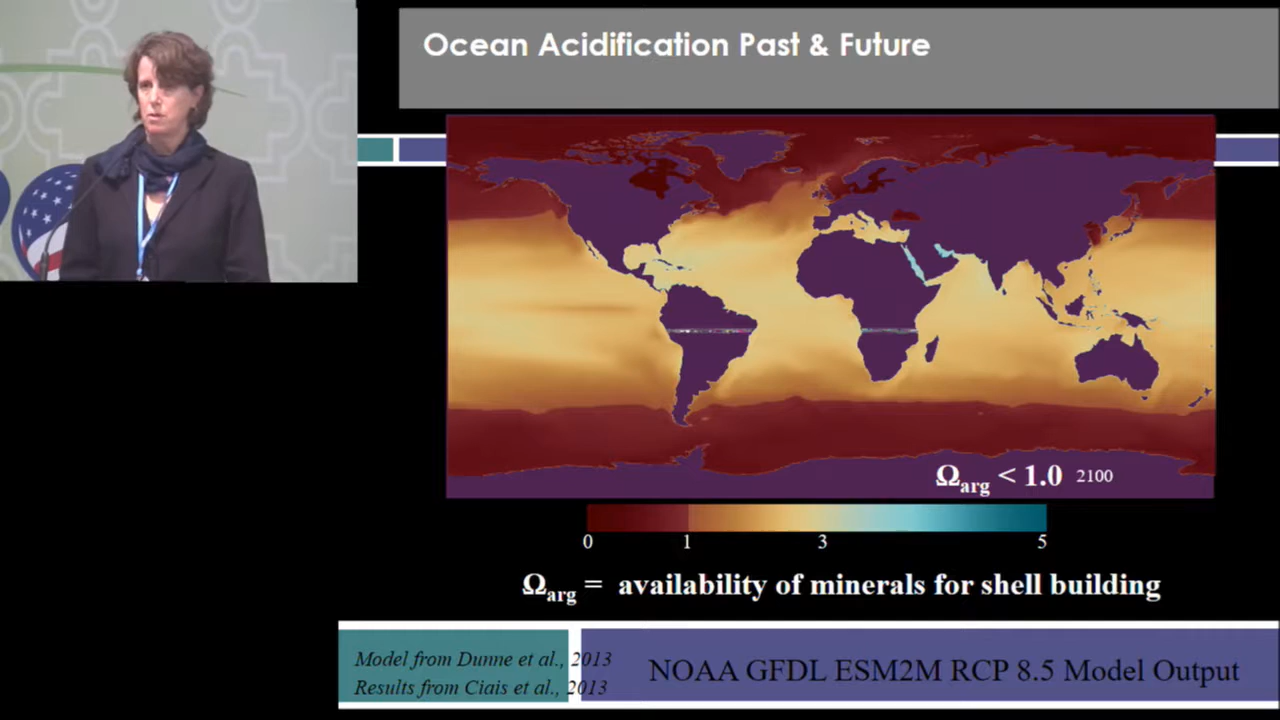 Ocean Acidification Past & Future
Ωarg < 1.0 2100
0 1 3 5
Ωarg = availability of minerals for shell building
Model from Dunne et al., 2013
Results from Ciais et al., 2013
NOAA GFDL ESM2M RCP 8.5 Model Output